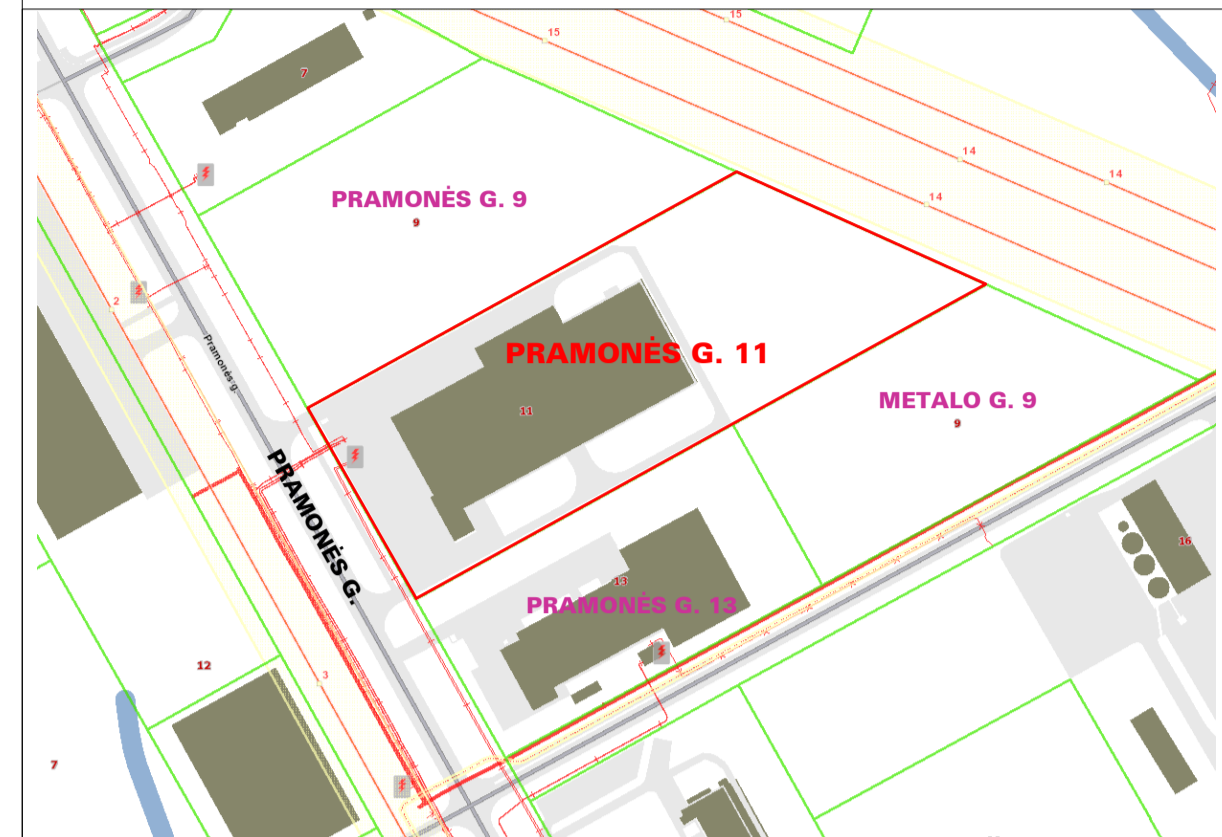 15
15
7
14
14
14
PRAMONĖS G. 9
9
2
Pramonės g.
PRAMONĖS G. 11
11
METALO G. 9
9
PRAMONĖS G.
16
13
PRAMONĖS G. 13
12
3
7